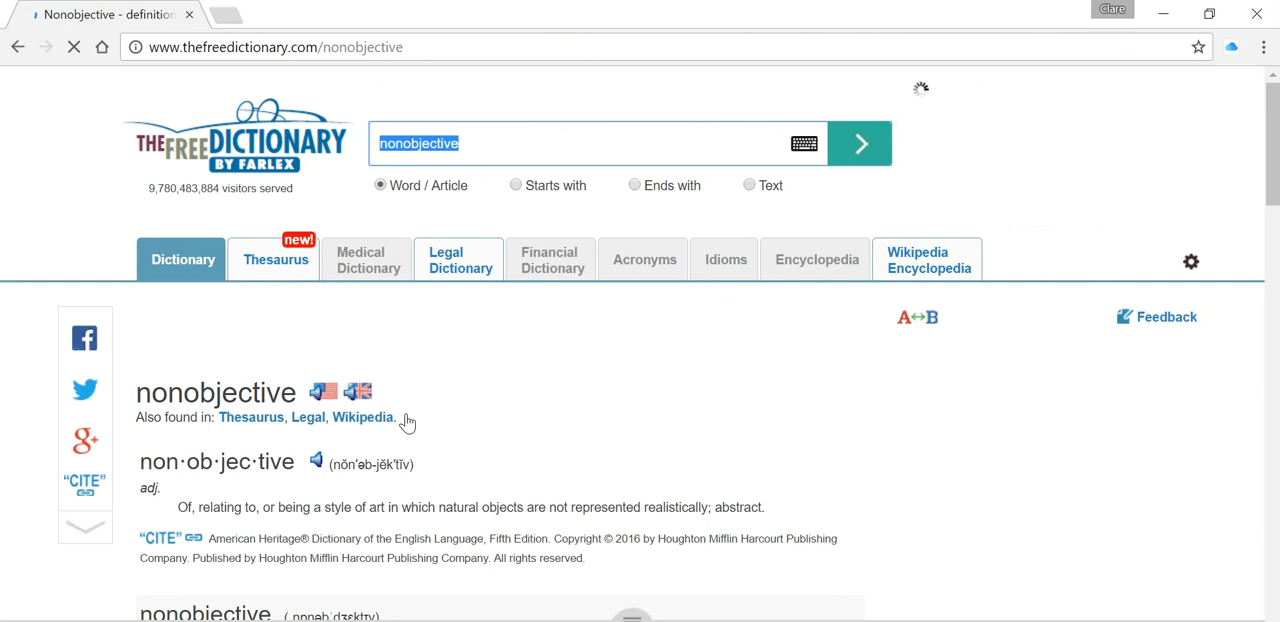 Nonobjective - definition
Clare
www.thefreedictionary.com/nonobjective
THEFREEDICTIONARY
BY FARLEX
nonobjective
9,780,483,884 visitors served
Word / Article
Starts with
Ends with
Text
new!
Dictionary
Thesaurus
Medical
Dictionary
Legal
Dictionary
Financial
Dictionary
Acronyms
Idioms
Encyclopedia
Wikipedia
Encyclopedia
A↔B
Feedback
nonobjective
Also found in: Thesaurus, Legal, Wikipedia.
non·ob·jec·tive (nŏn′əb-jĕk′tĭv)
adj.
Of, relating to, or being a style of art in which natural objects are not represented realistically; abstract.
"CITE"
"CITE" American Heritage® Dictionary of the English Language, Fifth Edition. Copyright © 2016 by Houghton Mifflin Harcourt Publishing
Company. Published by Houghton Mifflin Harcourt Publishing Company. All rights reserved.
nonobjective (ˌnɒnəbˈdʒɛktɪv)